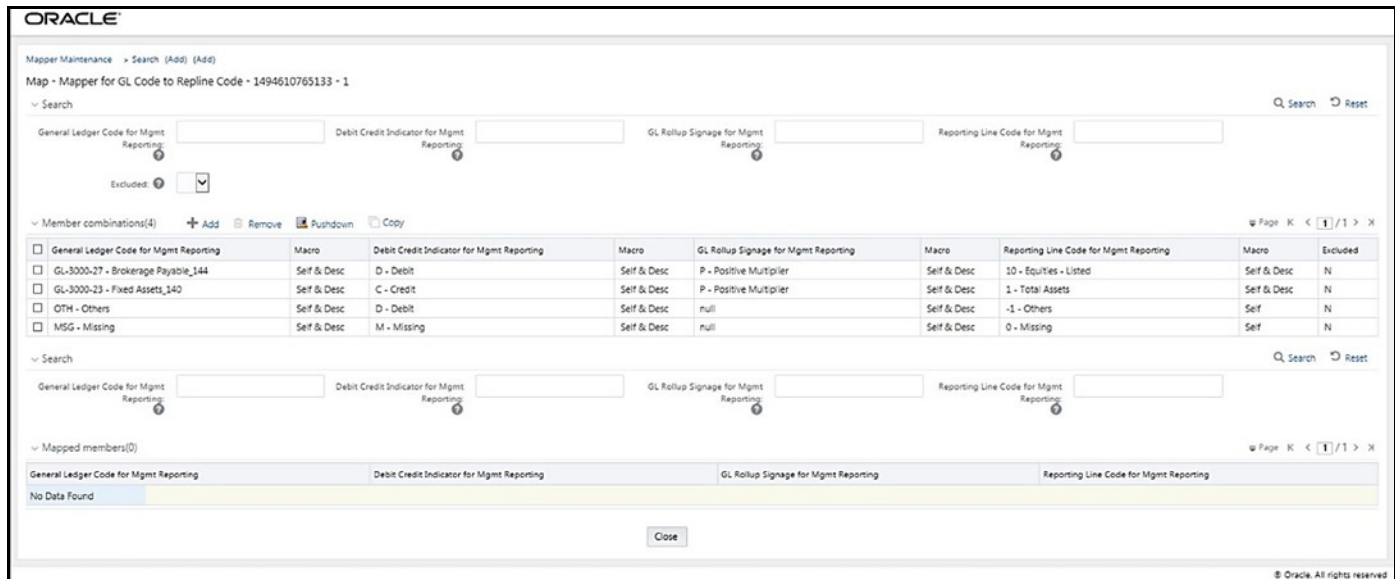 ORACLE
Mapper Maintenance > Search (Add) (Add)
Map - Mapper for GL Code to Repline Code - 1494610765133 - 1
Search Search Reset
General Ledger Code for Mgmt Reporting: Debit Credit Indicator for Mgmt Reporting: GL Rollup Signage for Mgmt Reporting: Reporting Line Code for Mgmt Reporting:
Excluded:
Member combinations(4) Add Remove Pushdown Copy Page 1 / 1
General Ledger Code for Mgmt Reporting Macro Debit Credit Indicator for Mgmt Reporting Macro GL Rollup Signage for Mgmt Reporting Macro Reporting Line Code for Mgmt Reporting Macro Excluded
GL-3000-27 - Brokerage Payable_144 Self & Desc D - Debit Self & Desc P - Positive Multiplier Self & Desc 10 - Equities - Listed Self & Desc N
GL-3000-23 - Fixed Assets_140 Self & Desc C - Credit Self & Desc P - Positive Multiplier Self & Desc 1 - Total Assets Self & Desc N
OTH - Others Self & Desc D - Debit Self & Desc null Self & Desc -1 - Others Self N
MSG - Missing Self & Desc M - Missing Self & Desc null Self & Desc 0 - Missing Self N
Search Search Reset
General Ledger Code for Mgmt Reporting: Debit Credit Indicator for Mgmt Reporting: GL Rollup Signage for Mgmt Reporting: Reporting Line Code for Mgmt Reporting:
Mapped members(0) Page 1 / 1
General Ledger Code for Mgmt Reporting Debit Credit Indicator for Mgmt Reporting GL Rollup Signage for Mgmt Reporting Reporting Line Code for Mgmt Reporting
No Data Found
Close
© Oracle. All rights reserved